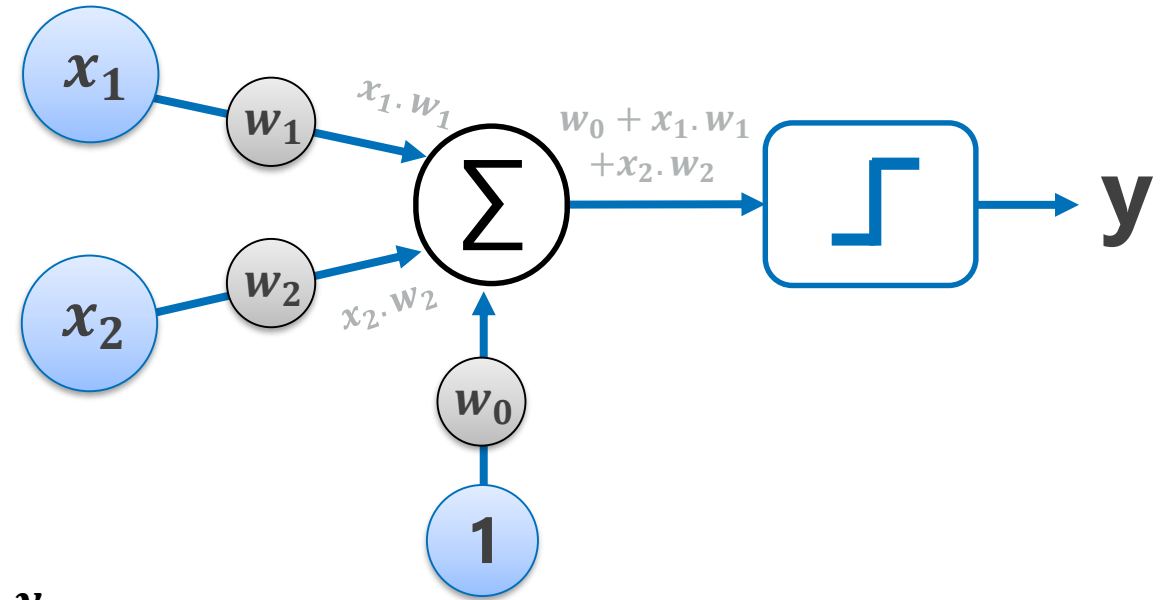 x₁
w₁
x₁.w₁
w₀ + x₁.w₁
+x₂.w₂
∑
y
x₂
w₂
x₂.w₂
w₀
1